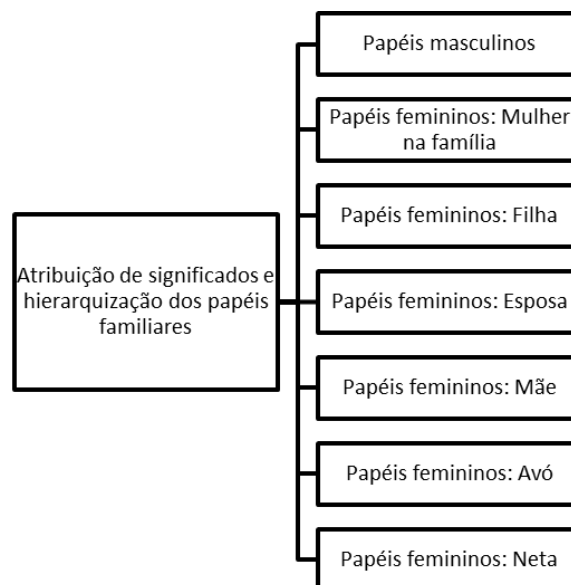 Atribuição de significados e
hierarquização dos papéis
familiares
Papéis masculinos
Papéis femininos: Mulher
na família
Papéis femininos: Filha
Papéis femininos: Esposa
Papéis femininos: Mãe
Papéis femininos: Avó
Papéis femininos: Neta